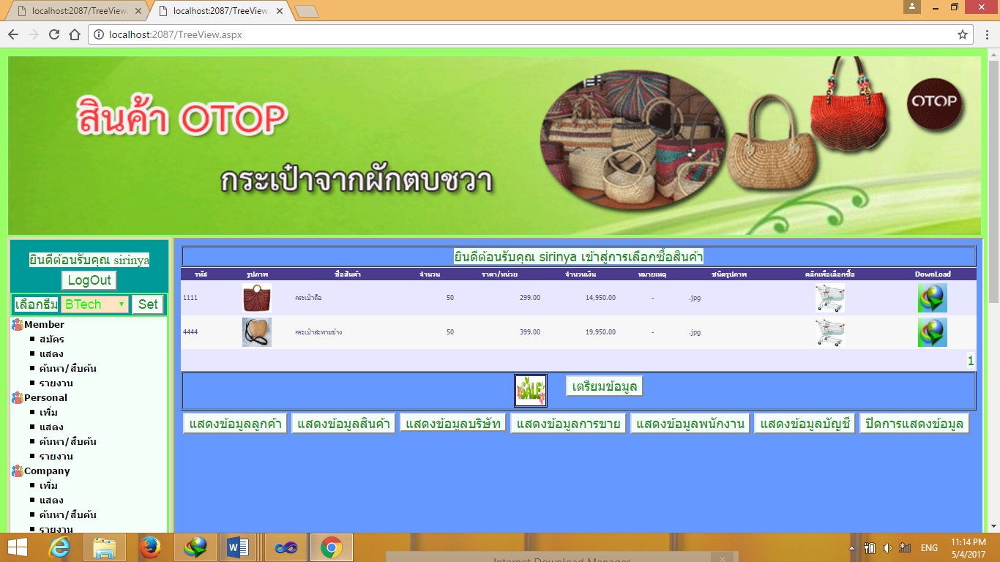 localhost:2087/TreeView.
localhost:2087/TreeView.
localhost:2087/TreeView.aspx
สินค้า OTOP
OTOP
กระเป๋าจากผักตบชวา
ยินดีต้อนรับคุณ sirinya
LogOut
เลือกธีม BTech Set
Member
สมัคร
แสดง
ค้นหา/สืบค้น
รายงาน
Personal
เพิ่ม
แสดง
ค้นหา/สืบค้น
รายงาน
Company
เพิ่ม
แสดง
ค้นหา/สืบค้น
รายงาน
ยินดีต้อนรับคุณ sirinya เข้าสู่การเลือกซื้อสินค้า
รหัส รูปภาพ ชื่อสินค้า จำนวน ราคา/หน่วย จำนวนเงิน หมายเหตุ ชนิดรูปภาพ คลิกเพื่อเลือกซื้อ DownLoad
1111 กระเป๋าถือ 50 299.00 14,950.00 - .jpg
4444 กระเป๋าสะพายข้าง 50 399.00 19,950.00 - .jpg
1
SALE เตรียมข้อมูล
แสดงข้อมูลลูกค้า แสดงข้อมูลสินค้า แสดงข้อมูลบริษัท แสดงข้อมูลการขาย แสดงข้อมูลพนักงาน แสดงข้อมูลบัญชี ปิดการแสดงข้อมูล
Internet Download Manager
ENG
11:14 PM
5/4/2017